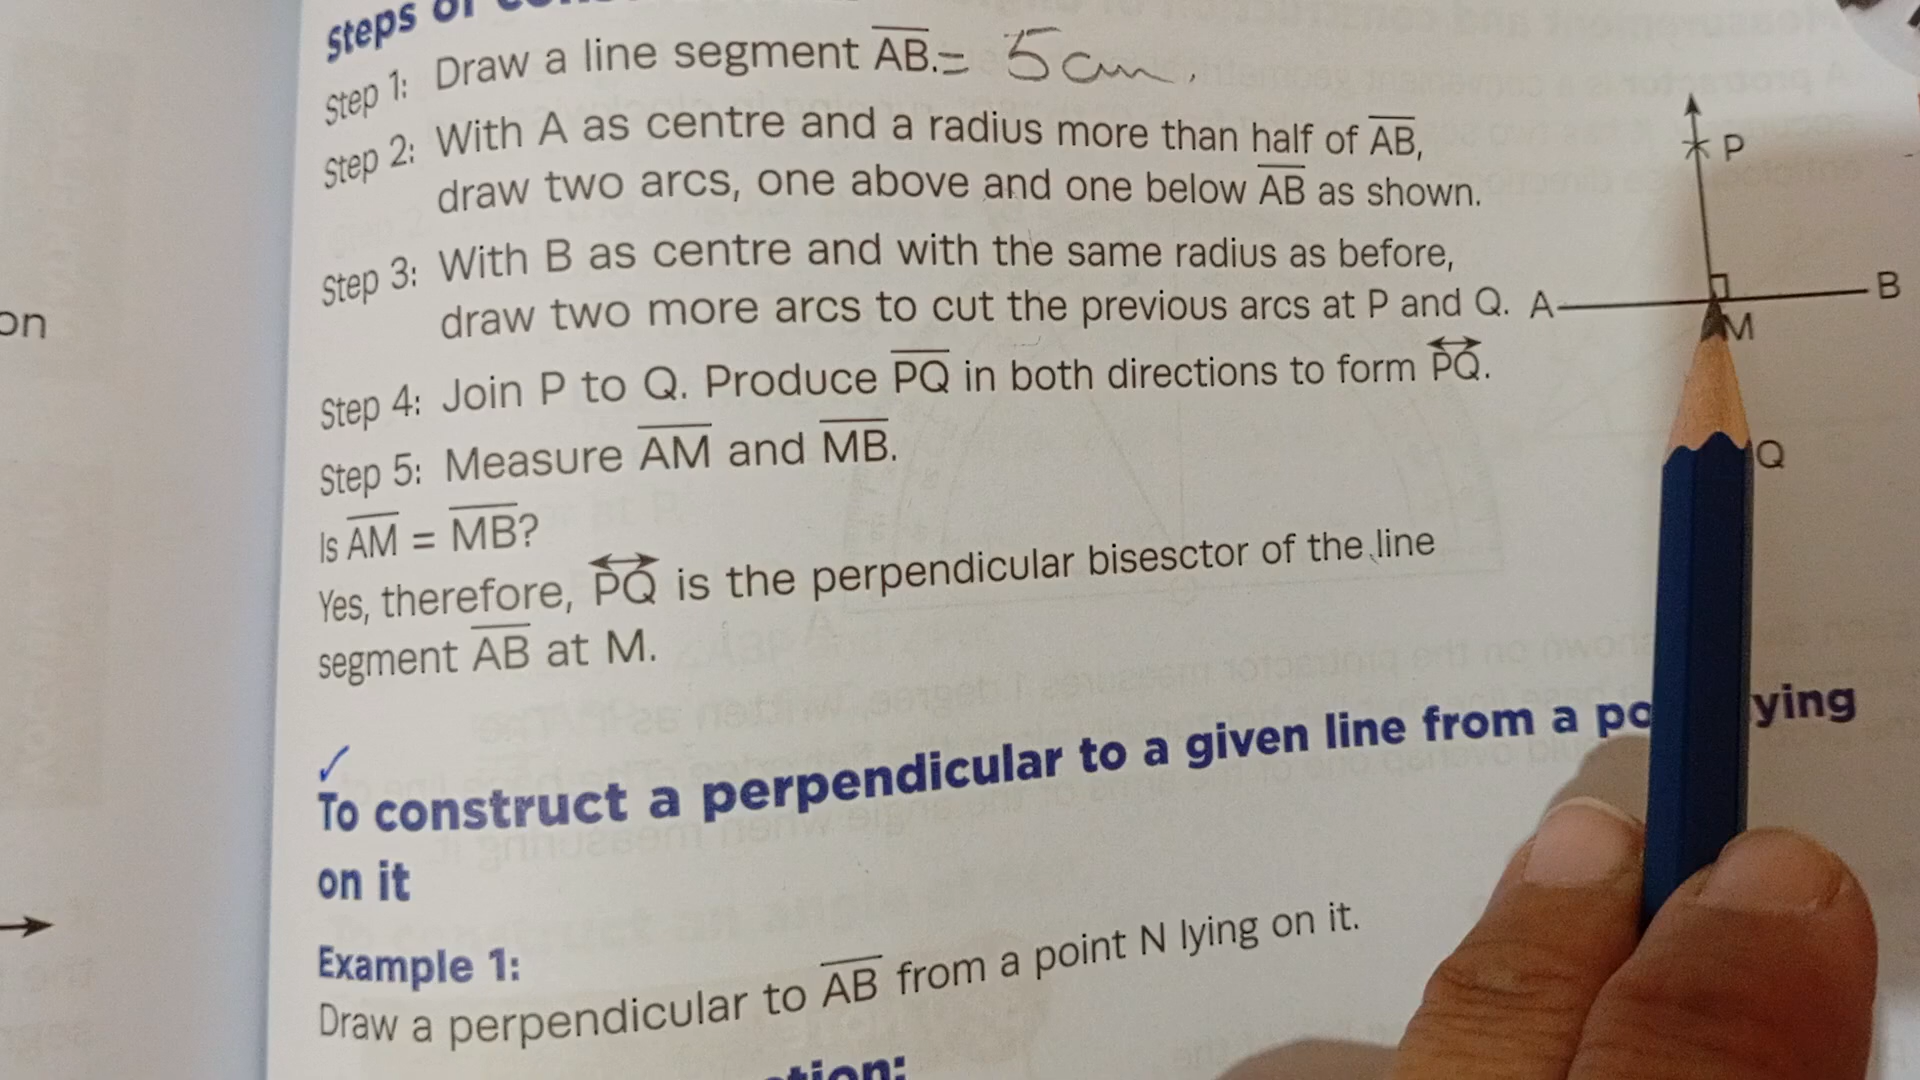 steps of
Step 1: Draw a line segment AB. = 5 cm.
Step 2: With A as centre and a radius more than half of AB,
draw two arcs, one above and one below AB as shown.
Step 3: With B as centre and with the same radius as before,
draw two more arcs to cut the previous arcs at P and Q.
Step 4: Join P to Q. Produce PQ in both directions to form PQ.
Step 5: Measure AM and MB.
Is AM = MB?
Yes, therefore, PQ is the perpendicular bisesctor of the line
segment AB at M.
✓
To construct a perpendicular to a given line from a po ying
on it
Example 1:
Draw a perpendicular to AB from a point N lying on it.
tion:
P
A
B
M
Q
on